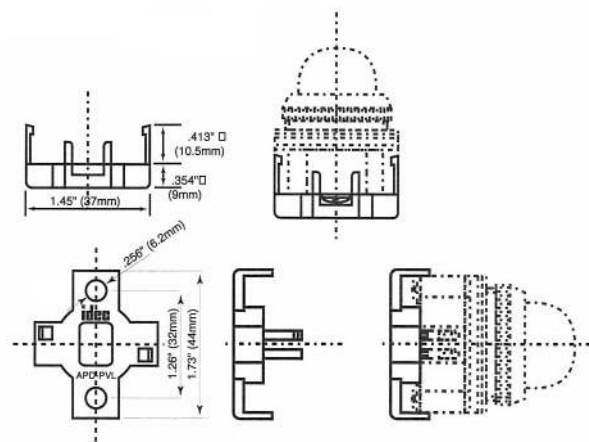 .413" □
(10.5mm)
.354"□
(9mm)
1.45" (37mm)
.256" (6.2mm)
idec
APD-PVL
1.26" (32mm)
1.73" (44mm)